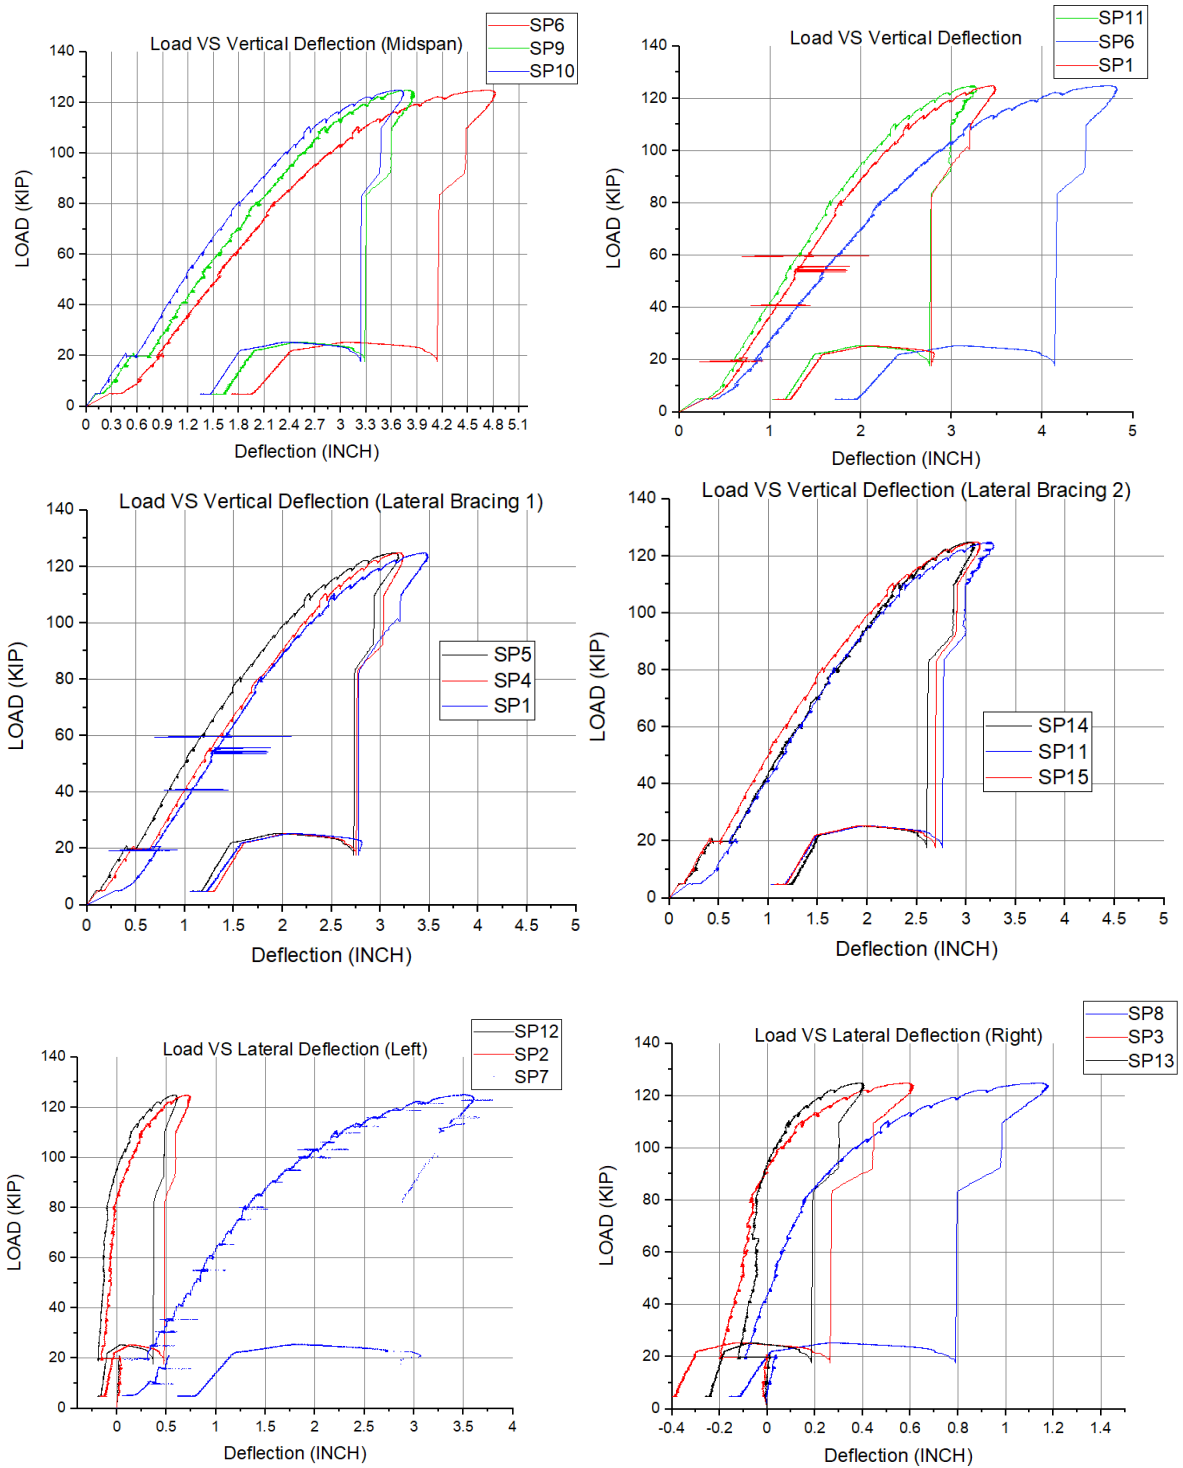 SP6
SP9
SP10
Load VS Vertical Deflection (Midspan)
140
120
100
80
60
40
20
0
LOAD (KIP)
0 0.3 0.6 0.9 1.2 1.5 1.8 2.1 2.4 2.7 3 3.3 3.6 3.9 4.2 4.5 4.8 5.1
Deflection (INCH)
SP11
SP6
SP1
Load VS Vertical Deflection
140
120
100
80
60
40
20
0
LOAD (KIP)
0 1 2 3 4 5
Deflection (INCH)
Load VS Vertical Deflection (Lateral Bracing 1)
140
120
100
80
60
40
20
0
LOAD (KIP)
SP5
SP4
SP1
0 0.5 1 1.5 2 2.5 3 3.5 4 4.5 5
Deflection (INCH)
Load VS Vertical Deflection (Lateral Bracing 2)
140
120
100
80
60
40
20
0
LOAD (KIP)
SP14
SP11
SP15
0 0.5 1 1.5 2 2.5 3 3.5 4 4.5 5
Deflection (INCH)
SP12
SP2
SP7
Load VS Lateral Deflection (Left)
140
120
100
80
60
40
20
0
LOAD (KIP)
0 0.5 1 1.5 2 2.5 3 3.5 4
Deflection (INCH)
SP8
SP3
SP13
Load VS Lateral Deflection (Right)
140
120
100
80
60
40
20
0
LOAD (KIP)
-0.4 -0.2 0 0.2 0.4 0.6 0.8 1 1.2 1.4
Deflection (INCH)